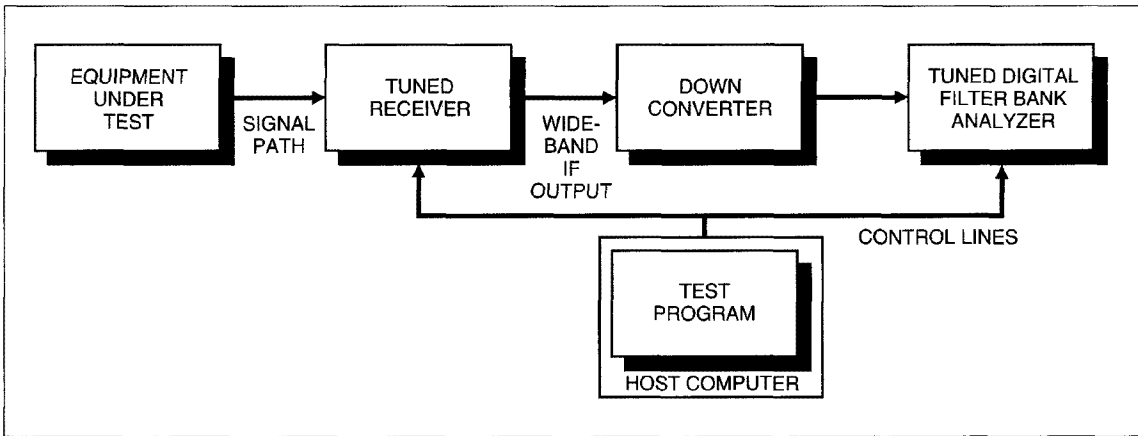 EQUIPMENT
UNDER
TEST
SIGNAL
PATH
TUNED
RECEIVER
WIDE-
BAND
IF
OUTPUT
DOWN
CONVERTER
TUNED DIGITAL
FILTER BANK
ANALYZER
CONTROL LINES
TEST
PROGRAM
HOST COMPUTER